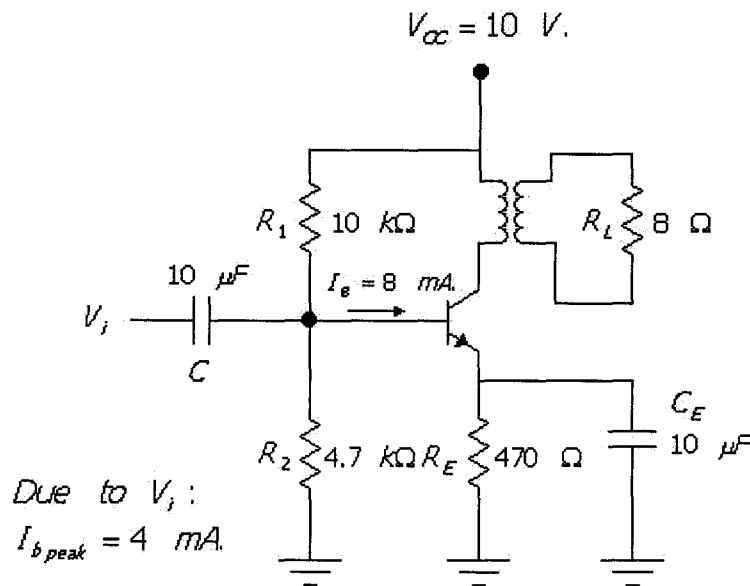 V_CC = 10 V.
R_1 10 kΩ
R_L 8 Ω
10 μF
I_B = 8 mA.
V_i
C
R_2 4.7 kΩ
R_E 470 Ω
C_E
10 μF
Due to V_i :
I_b peak = 4 mA.